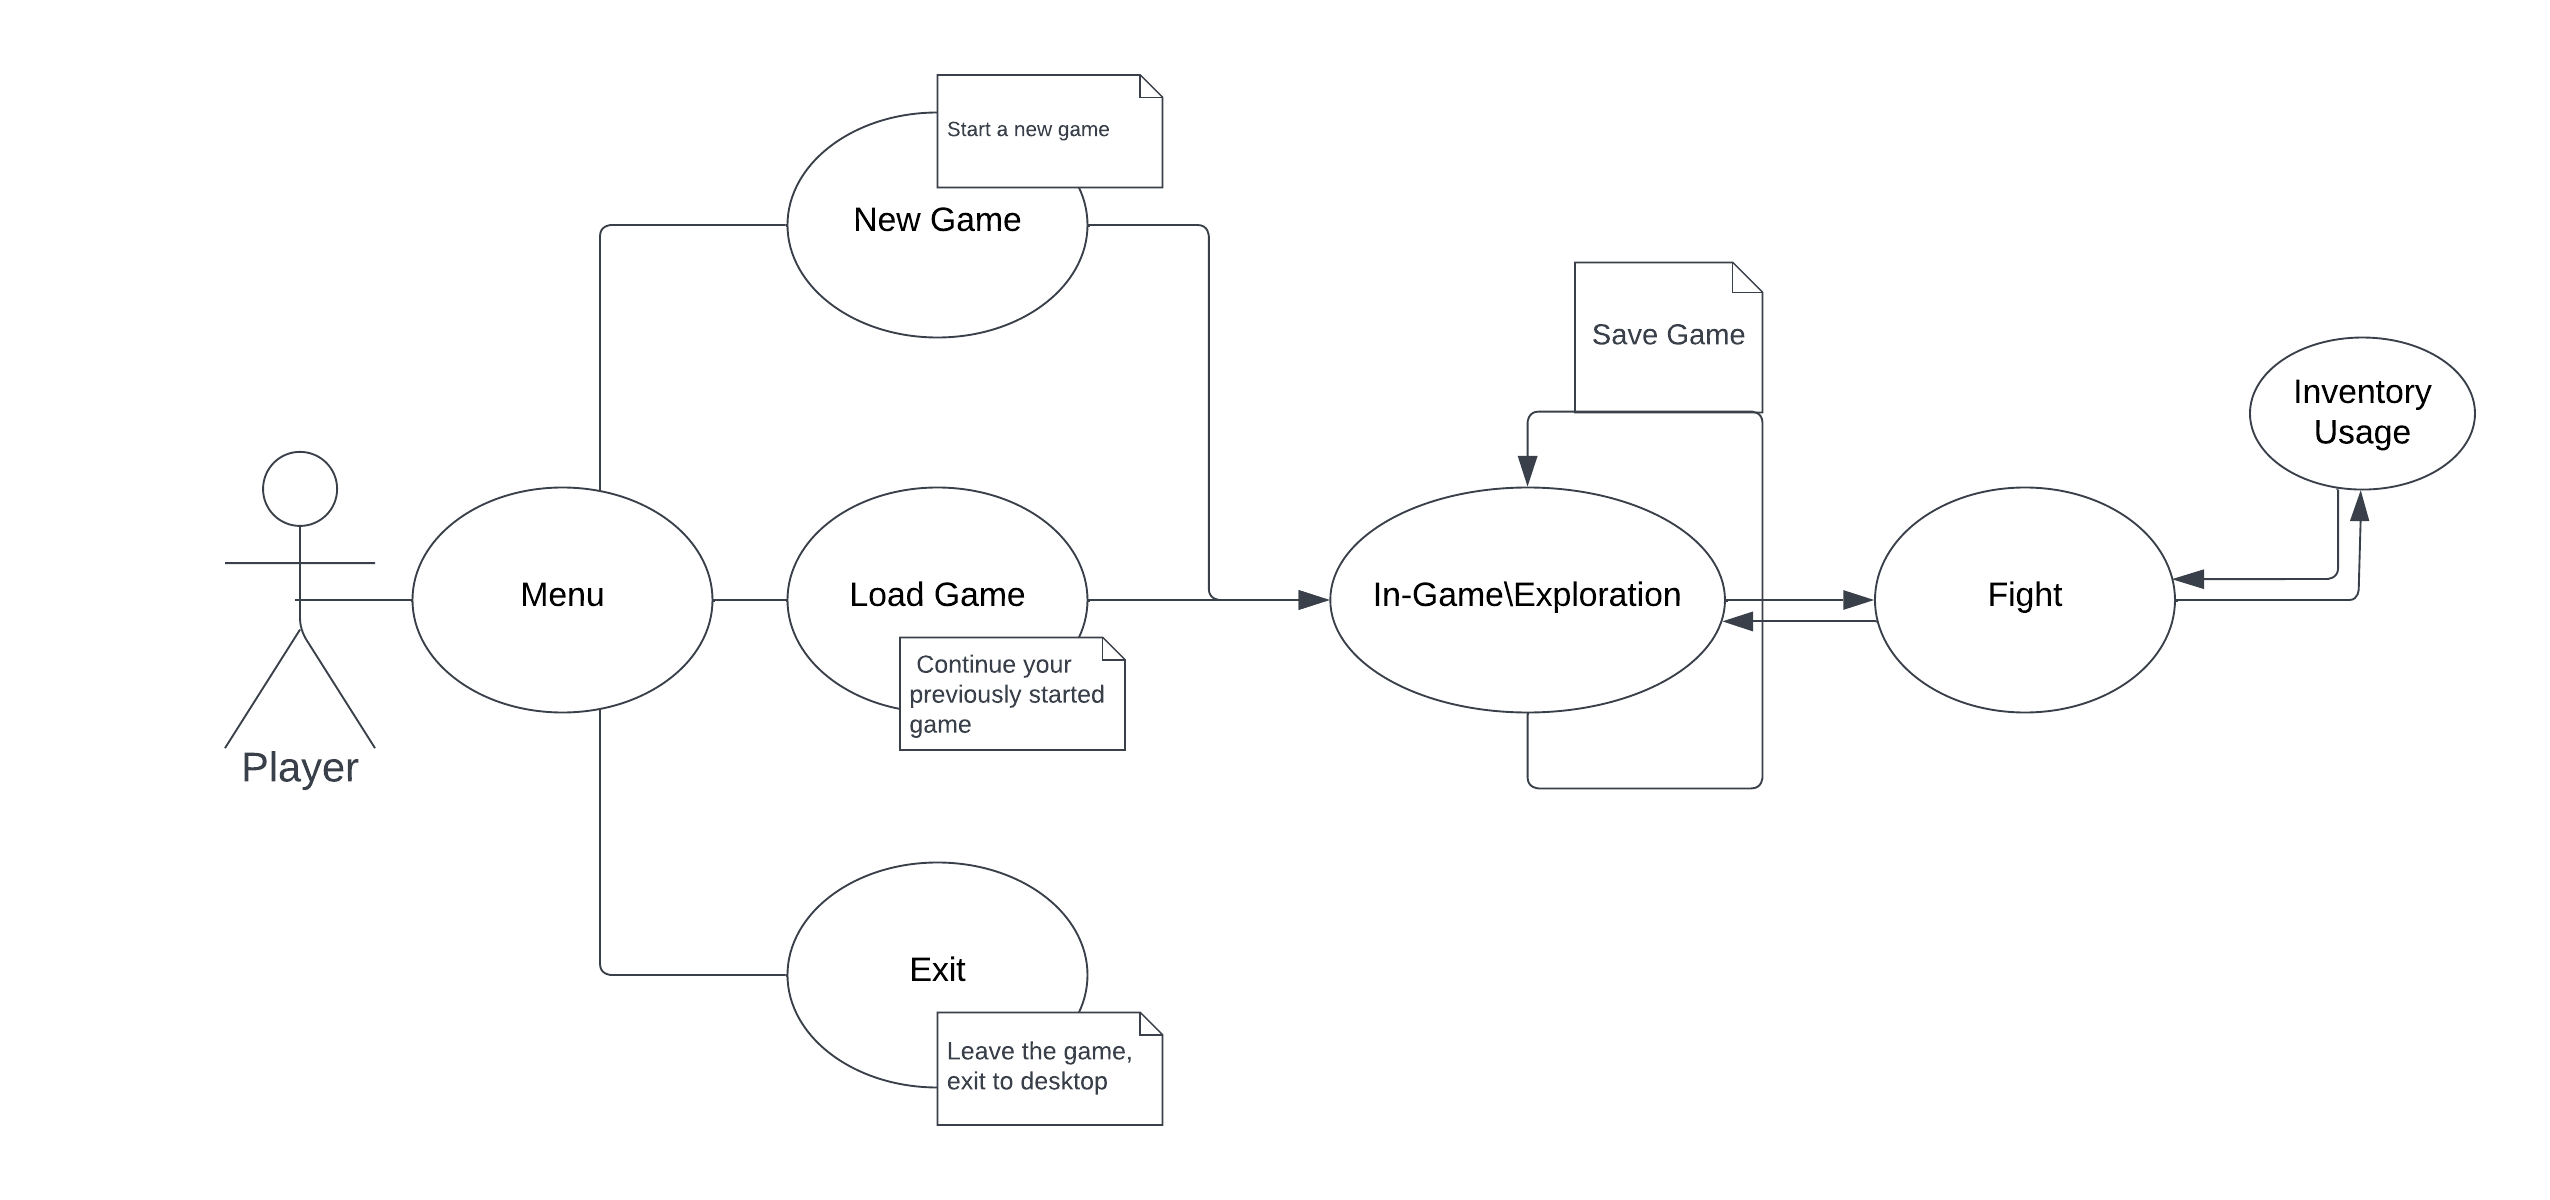 Start a new game
New Game
Save Game
Inventory
Usage
Menu
Load Game
In-Game\Exploration
Fight
Continue your
previously started
game
Player
Exit
Leave the game,
exit to desktop